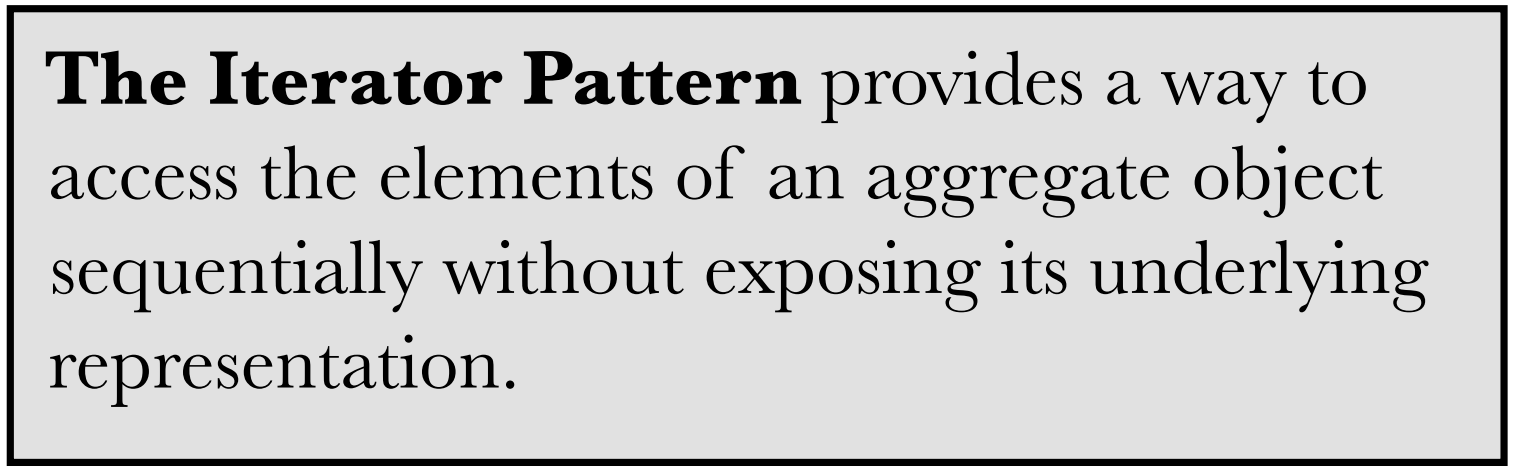 The Iterator Pattern provides a way to
access the elements of an aggregate object
sequentially without exposing its underlying
representation.